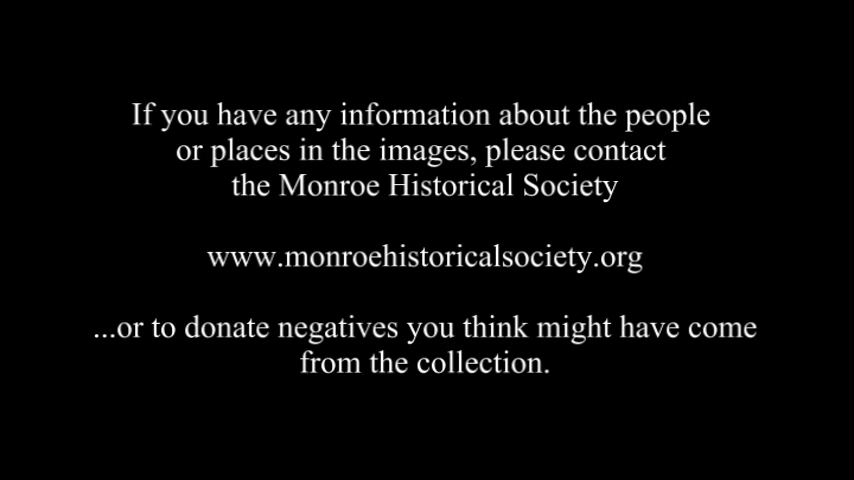 If you have any information about the people
or places in the images, please contact
the Monroe Historical Society
www.monroehistoricalsociety.org
...or to donate negatives you think might have come
from the collection.